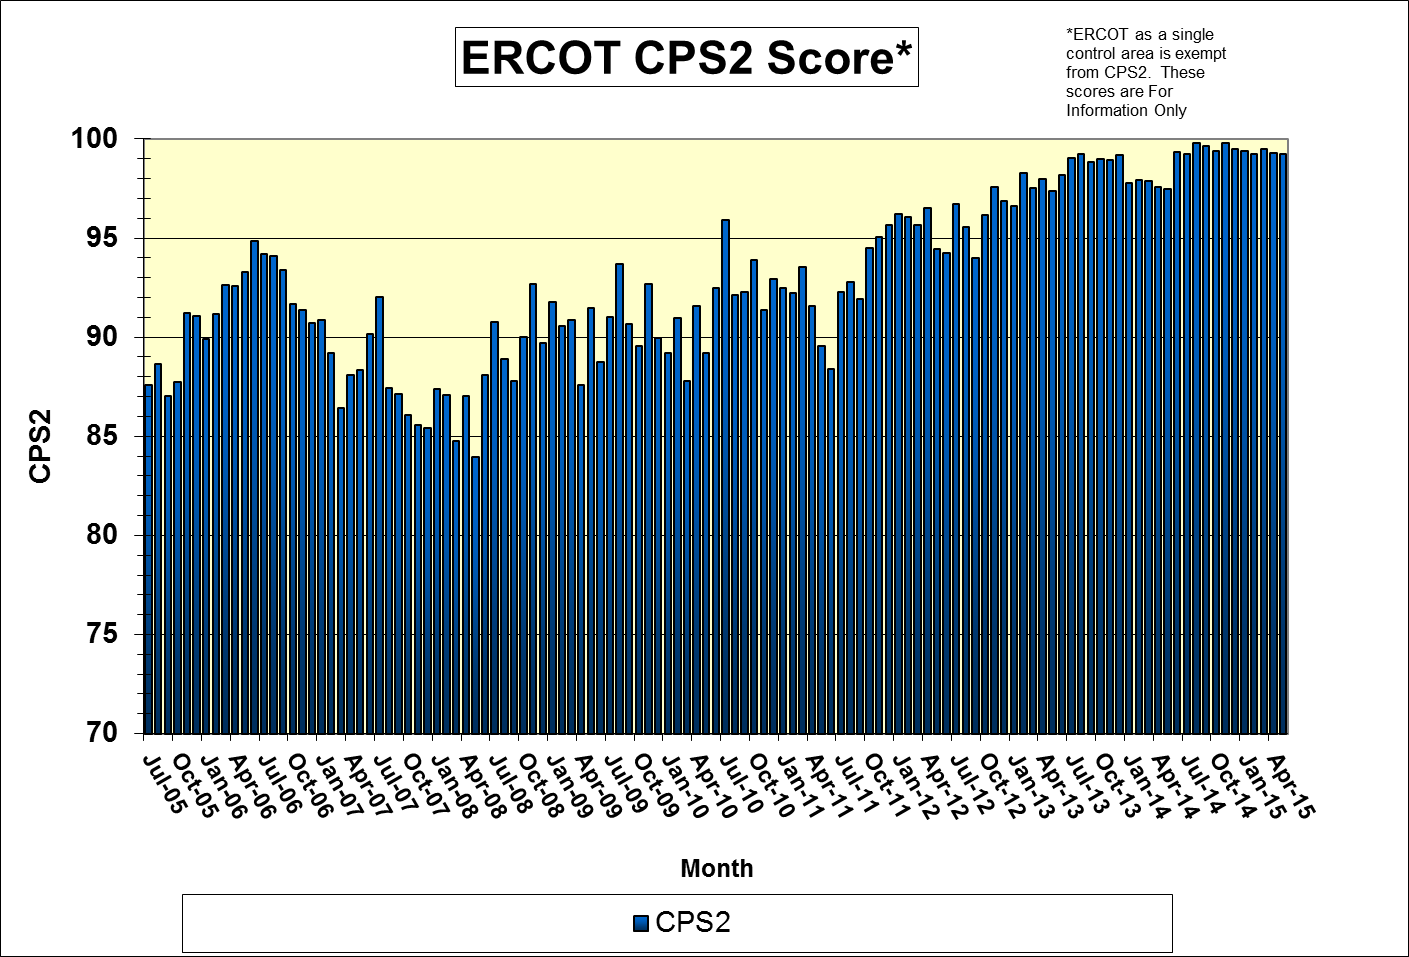 ERCOT CPS2 Score*
*ERCOT as a single
control area is exempt
from CPS2. These
scores are For
Information Only
100
95
90
85
80
75
70
CPS2
Jul-05
Oct-05
Jan-06
Apr-06
Jul-06
Oct-06
Jan-07
Apr-07
Jul-07
Oct-07
Jan-08
Apr-08
Jul-08
Oct-08
Jan-09
Apr-09
Jul-09
Oct-09
Jan-10
Apr-10
Jul-10
Oct-10
Jan-11
Apr-11
Jul-11
Oct-11
Jan-12
Apr-12
Jul-12
Oct-12
Jan-13
Apr-13
Jul-13
Oct-13
Jan-14
Apr-14
Jul-14
Oct-14
Jan-15
Apr-15
Month
CPS2